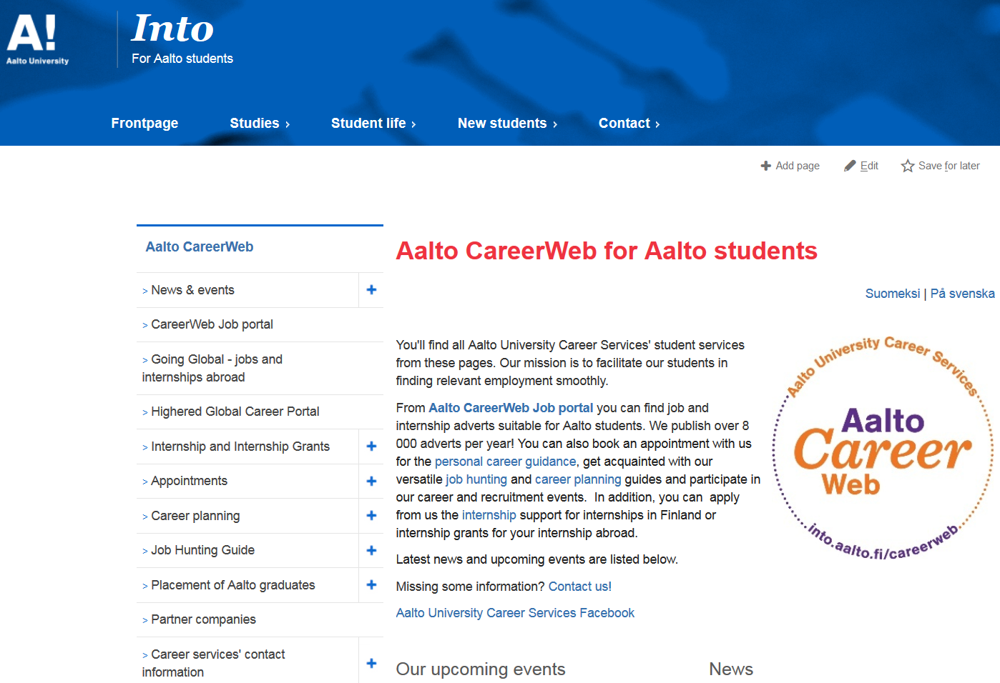 A!
Aalto University
Into
For Aalto students
Frontpage
Studies ›
Student life ›
New students ›
Contact ›
Add page
Edit
Save for later
Aalto CareerWeb
> News & events
> CareerWeb Job portal
> Going Global - jobs and
internships abroad
> Highered Global Career Portal
> Internship and Internship Grants
> Appointments
> Career planning
> Job Hunting Guide
> Placement of Aalto graduates
> Partner companies
> Career services' contact
information
Aalto CareerWeb for Aalto students
Suomeksi | På svenska
You'll find all Aalto University Career Services' student services
from these pages. Our mission is to facilitate our students in
finding relevant employment smoothly.
From Aalto CareerWeb Job portal you can find job and
internship adverts suitable for Aalto students. We publish over 8
000 adverts per year! You can also book an appointment with us
for the personal career guidance, get acquainted with our
versatile job hunting and career planning guides and participate in
our career and recruitment events.  In addition, you can  apply
from us the internship support for internships in Finland or
internship grants for your internship abroad.
Latest news and upcoming events are listed below.
Missing some information? Contact us!
Aalto University Career Services Facebook
Aalto University Career Services
Aalto
Career
Web
into.aalto.fi/careerweb
Our upcoming events
News